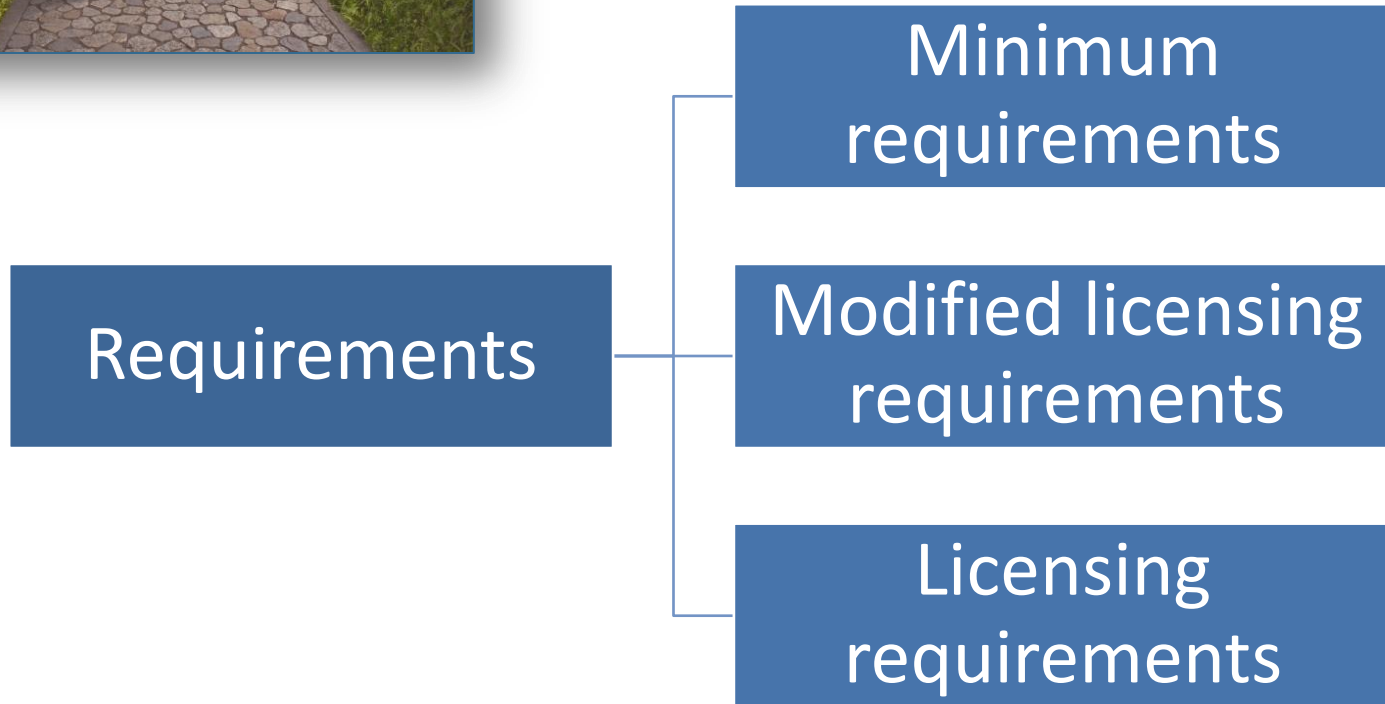 Minimum
requirements
Requirements
Modified licensing
requirements
Licensing
requirements